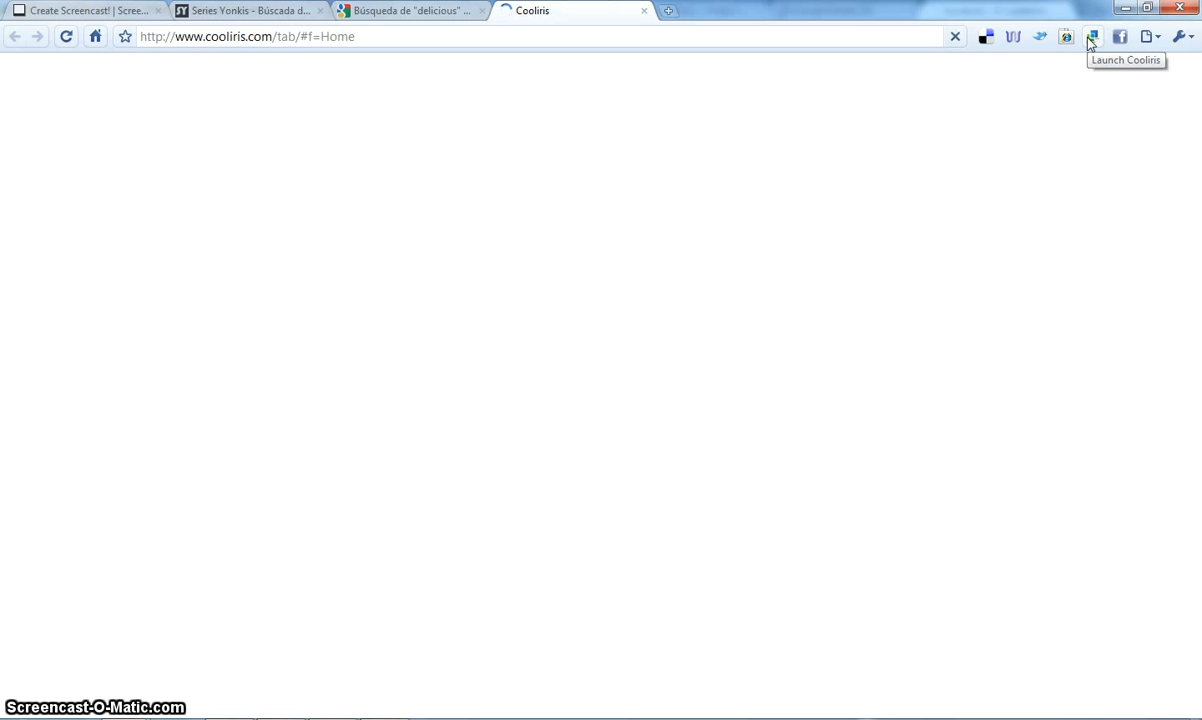 Create Screencast! | Scree...
Series Yonkis - Búscada d...
Búsqueda de "delicious" ...
Cooliris
http://www.cooliris.com/tab/#f=Home
Launch Cooliris
Screencast-O-Matic.com